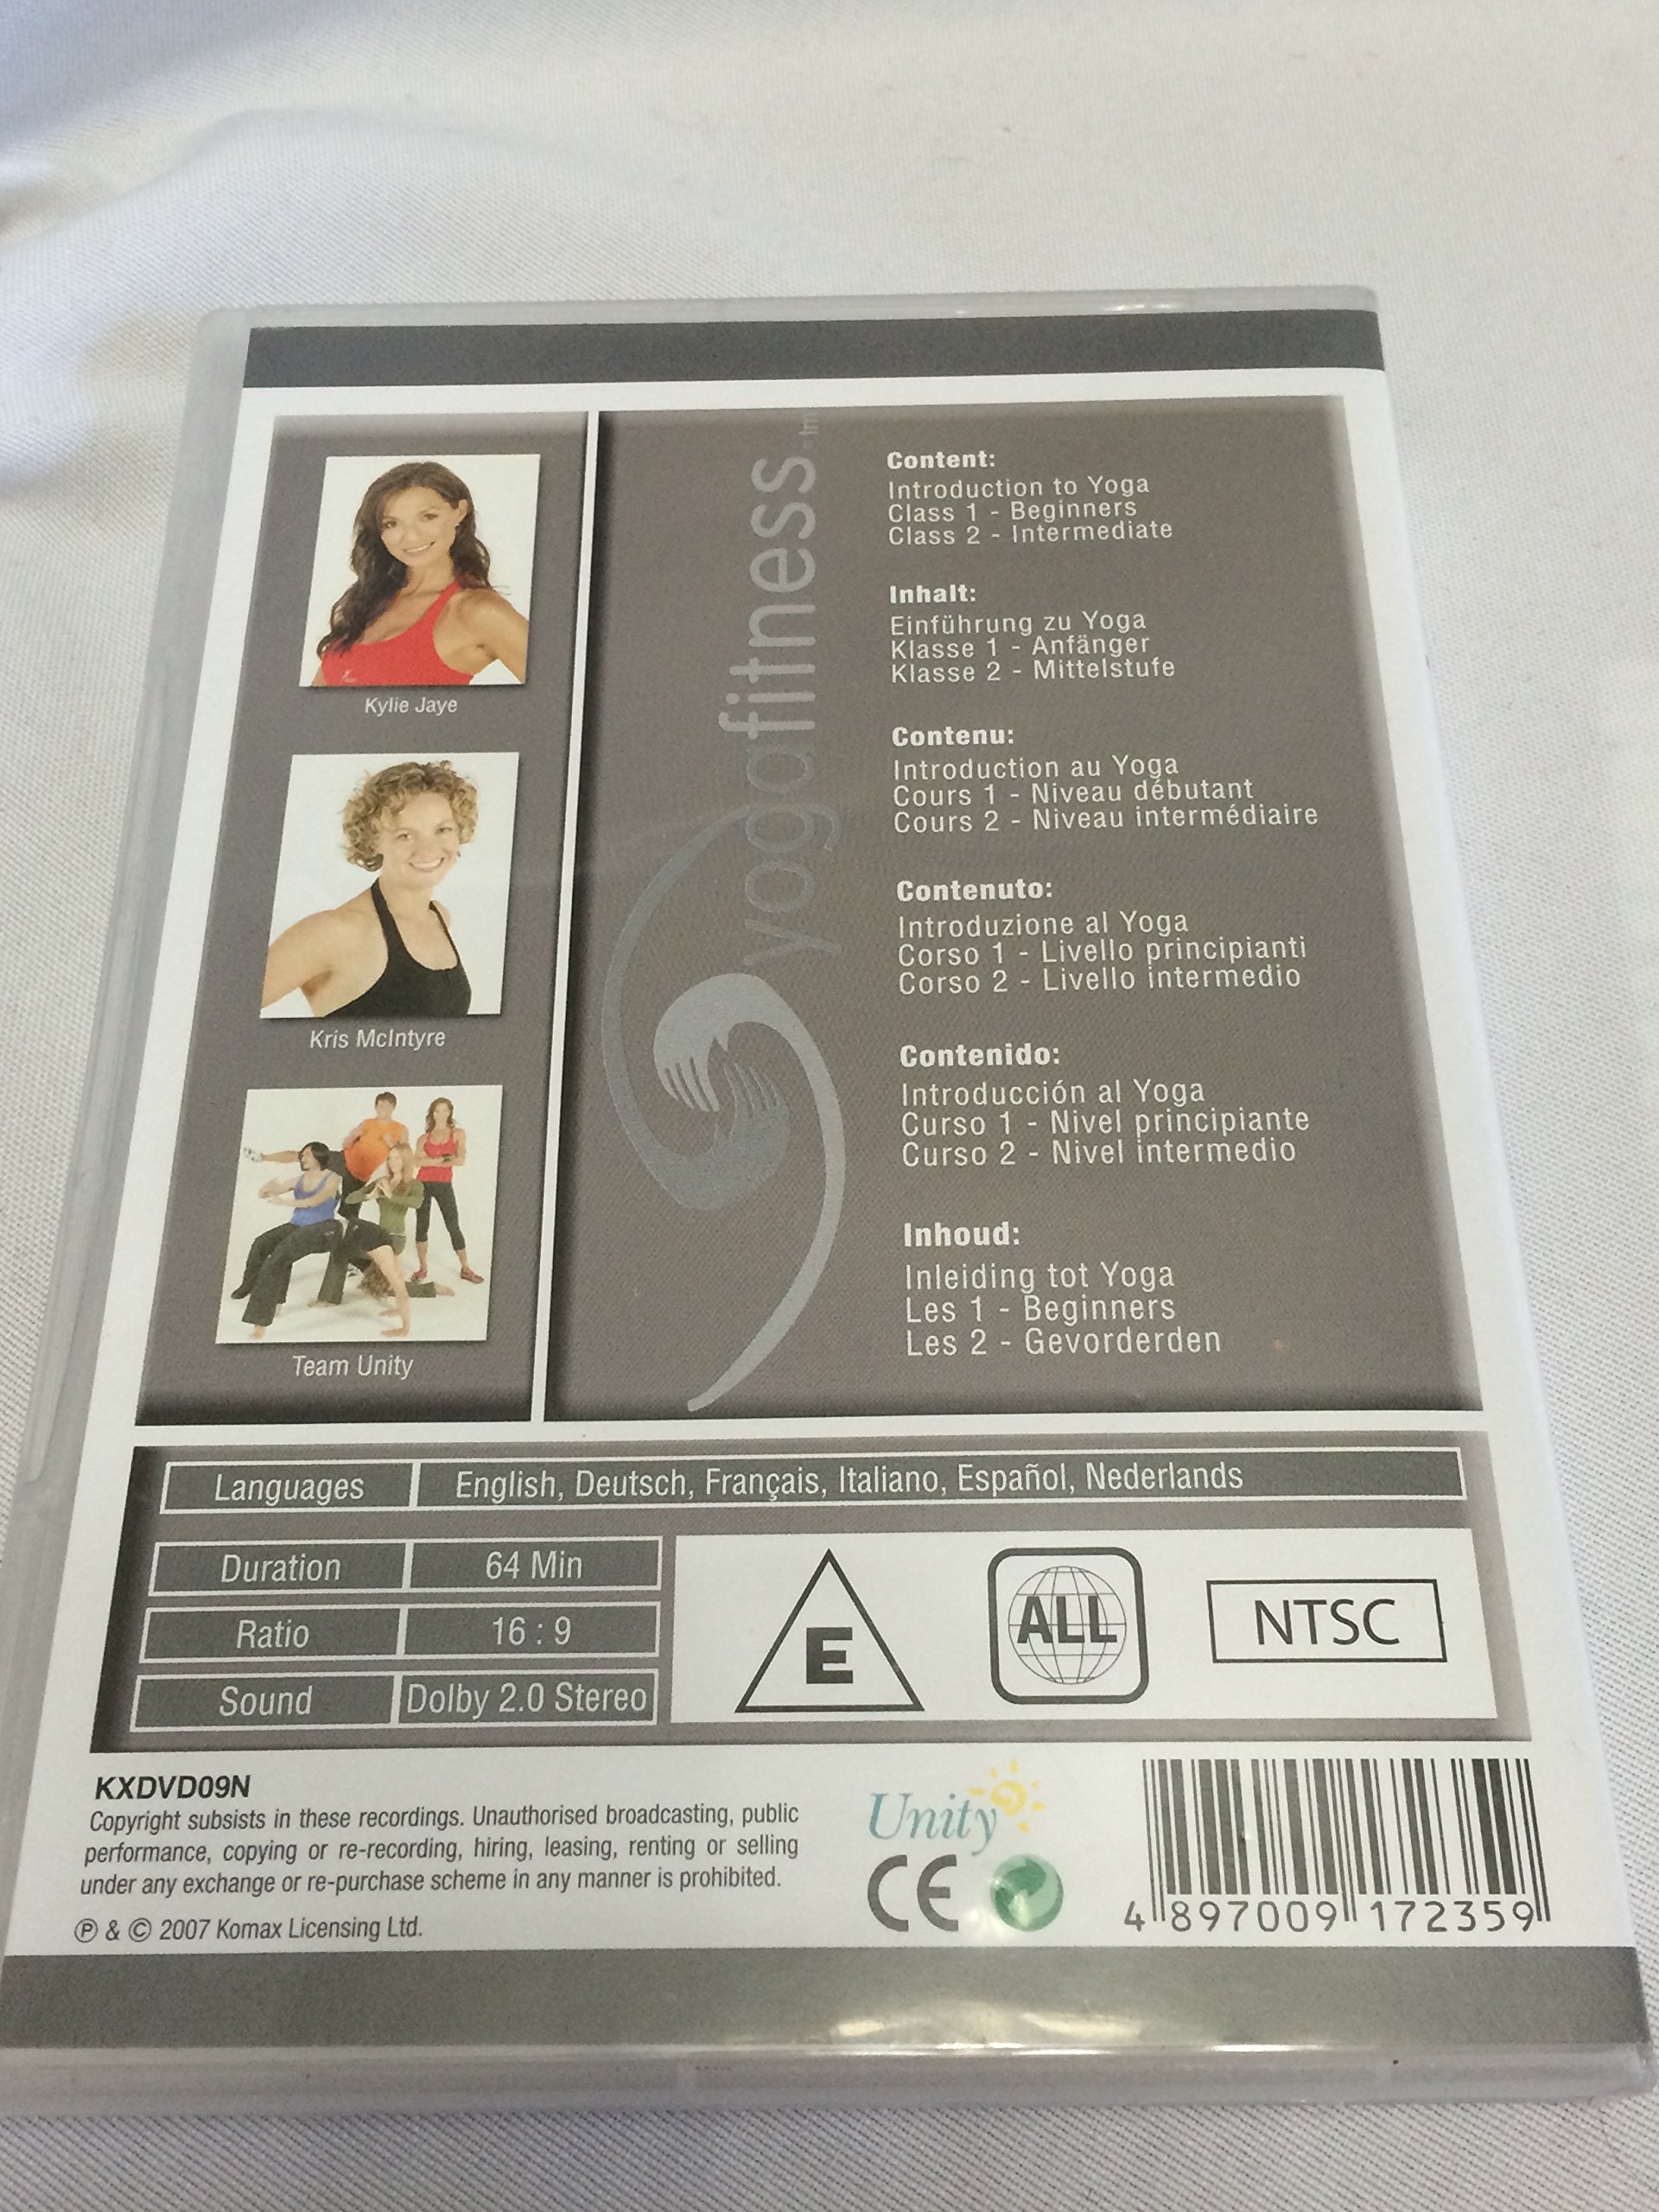 Kylie Jaye
Kris McIntyre
Team Unity
yogafitness tm
Content:
Introduction to Yoga
Class 1 - Beginners
Class 2 - Intermediate
Inhalt:
Einführung zu Yoga
Klasse 1 - Anfänger
Klasse 2 - Mittelstufe
Contenu:
Introduction au Yoga
Cours 1 - Niveau débutant
Cours 2 - Niveau intermédiaire
Contenuto:
Introduzione al Yoga
Corso 1 - Livello principianti
Corso 2 - Livello intermedio
Contenido:
Introducción al Yoga
Curso 1 - Nivel principiante
Curso 2 - Nivel intermedio
Inhoud:
Inleiding tot Yoga
Les 1 - Beginners
Les 2 - Gevorderden
Languages English, Deutsch, Français, Italiano, Español, Nederlands
Duration 64 Min
Ratio 16 : 9
Sound Dolby 2.0 Stereo
E ALL NTSC
KXDVD09N
Copyright subsists in these recordings. Unauthorised broadcasting, public
performance, copying or re-recording, hiring, leasing, renting or selling
under any exchange or re-purchase scheme in any manner is prohibited.
℗ & © 2007 Komax Licensing Ltd.
Unity
CE
4 897009 172359